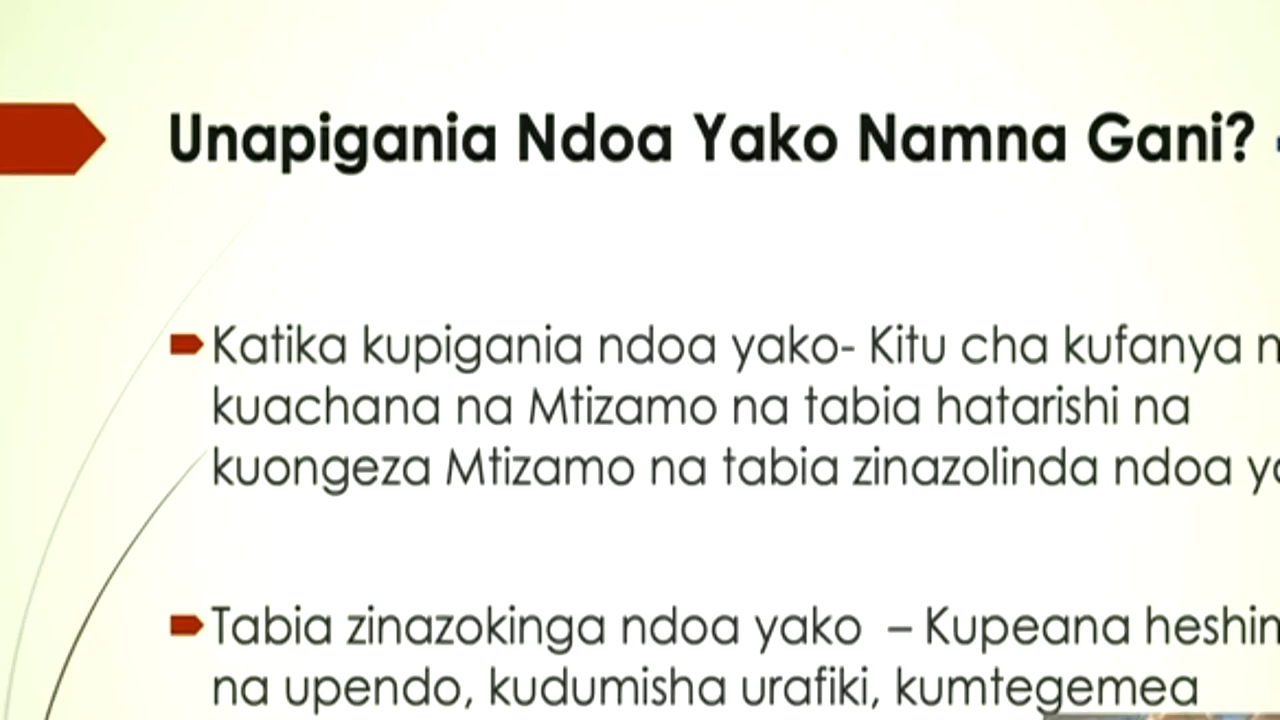 Unapigania Ndoa Yako Namna Gani?
Katika kupigania ndoa yako- Kitu cha kufanya
kuachana na Mtizamo na tabia hatarishi na
kuongeza Mtizamo na tabia zinazolinda ndoa
Tabia zinazokinga ndoa yako – Kupeana
na upendo, kudumisha urafiki, kumtegemea